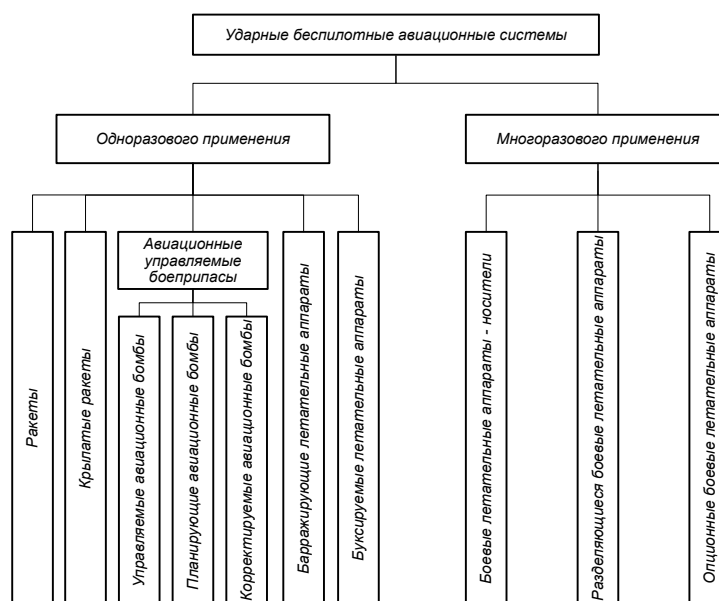 Ударные беспилотные авиационные системы
Одноразового применения
Многоразового применения
Ракеты
Крылатые ракеты
Авиационные
управляемые
боеприпасы
Управляемые авиационные бомбы
Планирующие авиационные бомбы
Корректируемые авиационные бомбы
Барражирующие летательные аппараты
Буксируемые летательные аппараты
Боевые летательные аппараты - носители
Разделяющиеся боевые летательные аппараты
Опционные боевые летательные аппараты